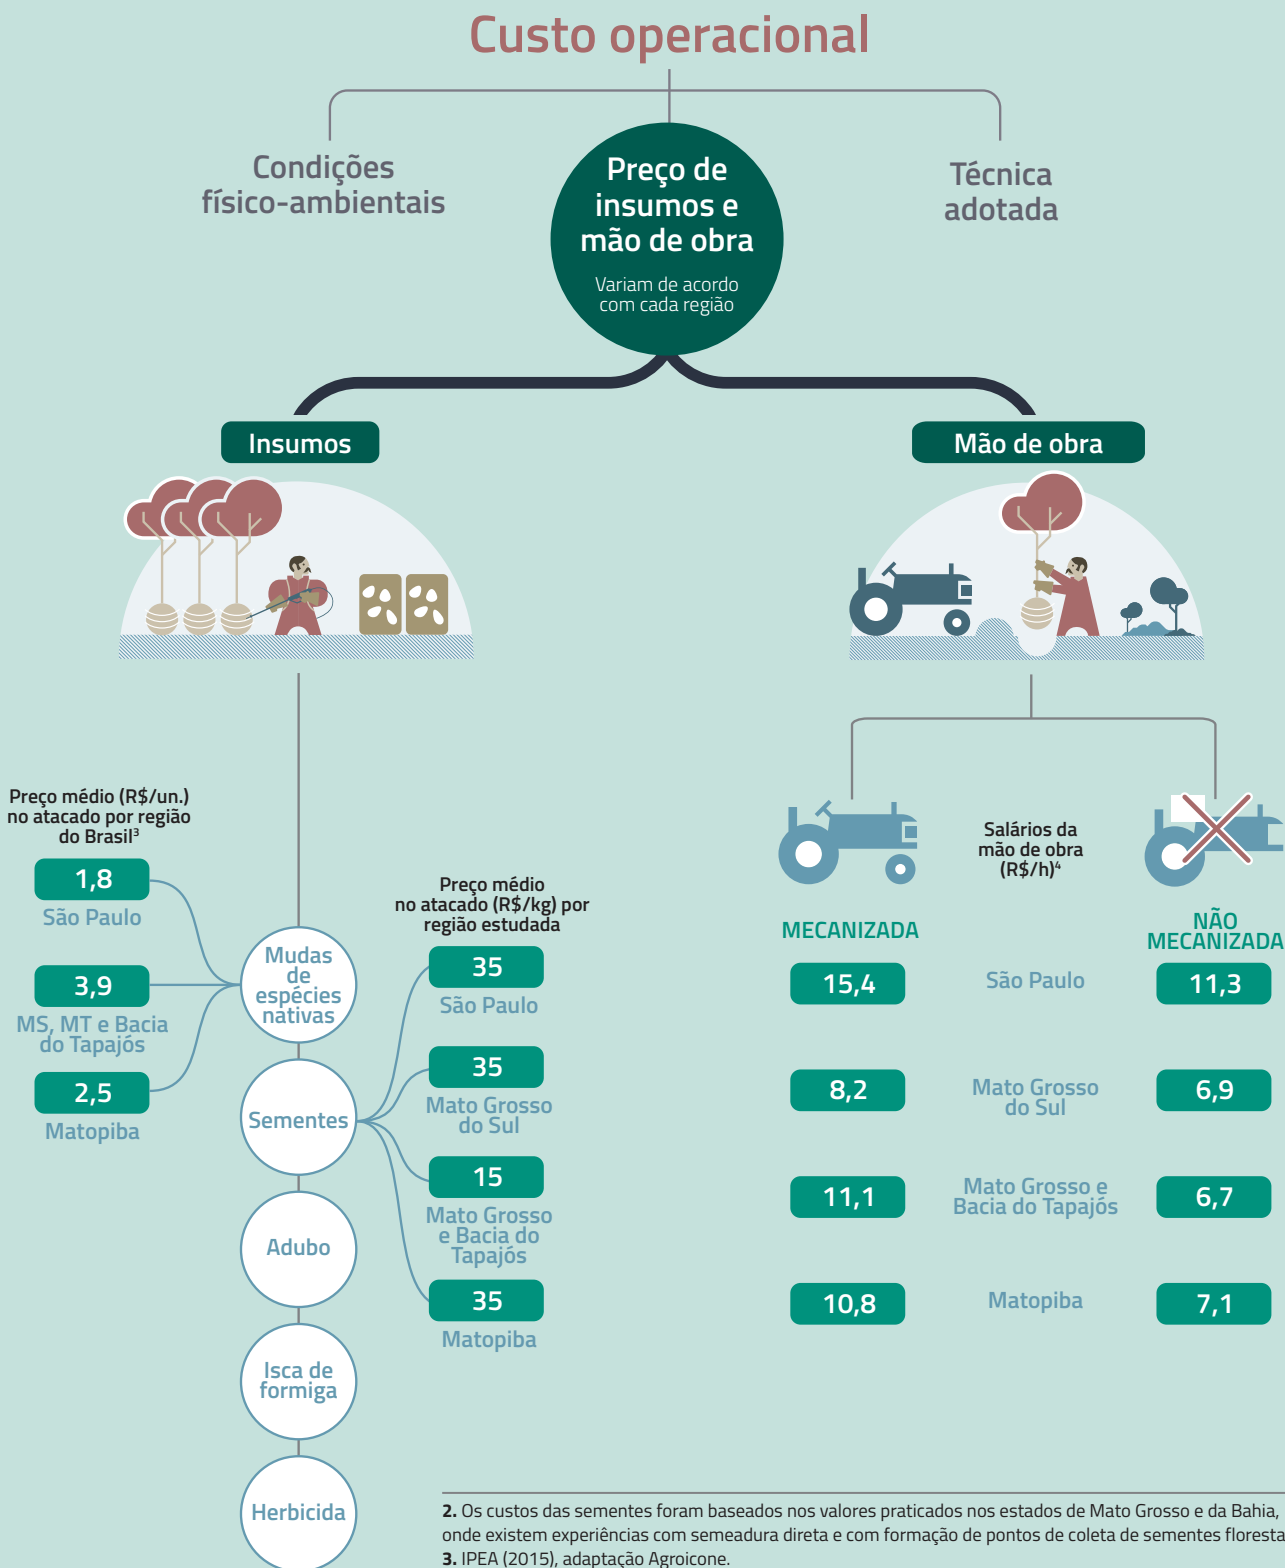 Custo operacional
Condições
físico-ambientais
Preço de
insumos e
mão de obra
Variam de acordo
com cada região
Técnica
adotada
Insumos
Mão de obra
Preço médio (R$/un.)
no atacado por região
do Brasil³
1,8
São Paulo
3,9
MS, MT e Bacia
do Tapajós
2,5
Matopiba
Mudas
de
espécies
nativas
Sementes
Adubo
Isca de
formiga
Herbicida
Preço médio
no atacado (R$/kg) por
região estudada
35
São Paulo
35
Mato Grosso
do Sul
15
Mato Grosso
e Bacia do
Tapajós
35
Matopiba
Salários da
mão de obra
(R$/h)⁴
MECANIZADA
NÃO
MECANIZADA
15,4
São Paulo
11,3
8,2
Mato Grosso
do Sul
6,9
11,1
Mato Grosso e
Bacia do Tapajós
6,7
10,8
Matopiba
7,1
2. Os custos das sementes foram baseados nos valores praticados nos estados de Mato Grosso e da Bahia,
onde existem experiências com semeadura direta e com formação de pontos de coleta de sementes floresta
3. IPEA (2015), adaptação Agroicone.